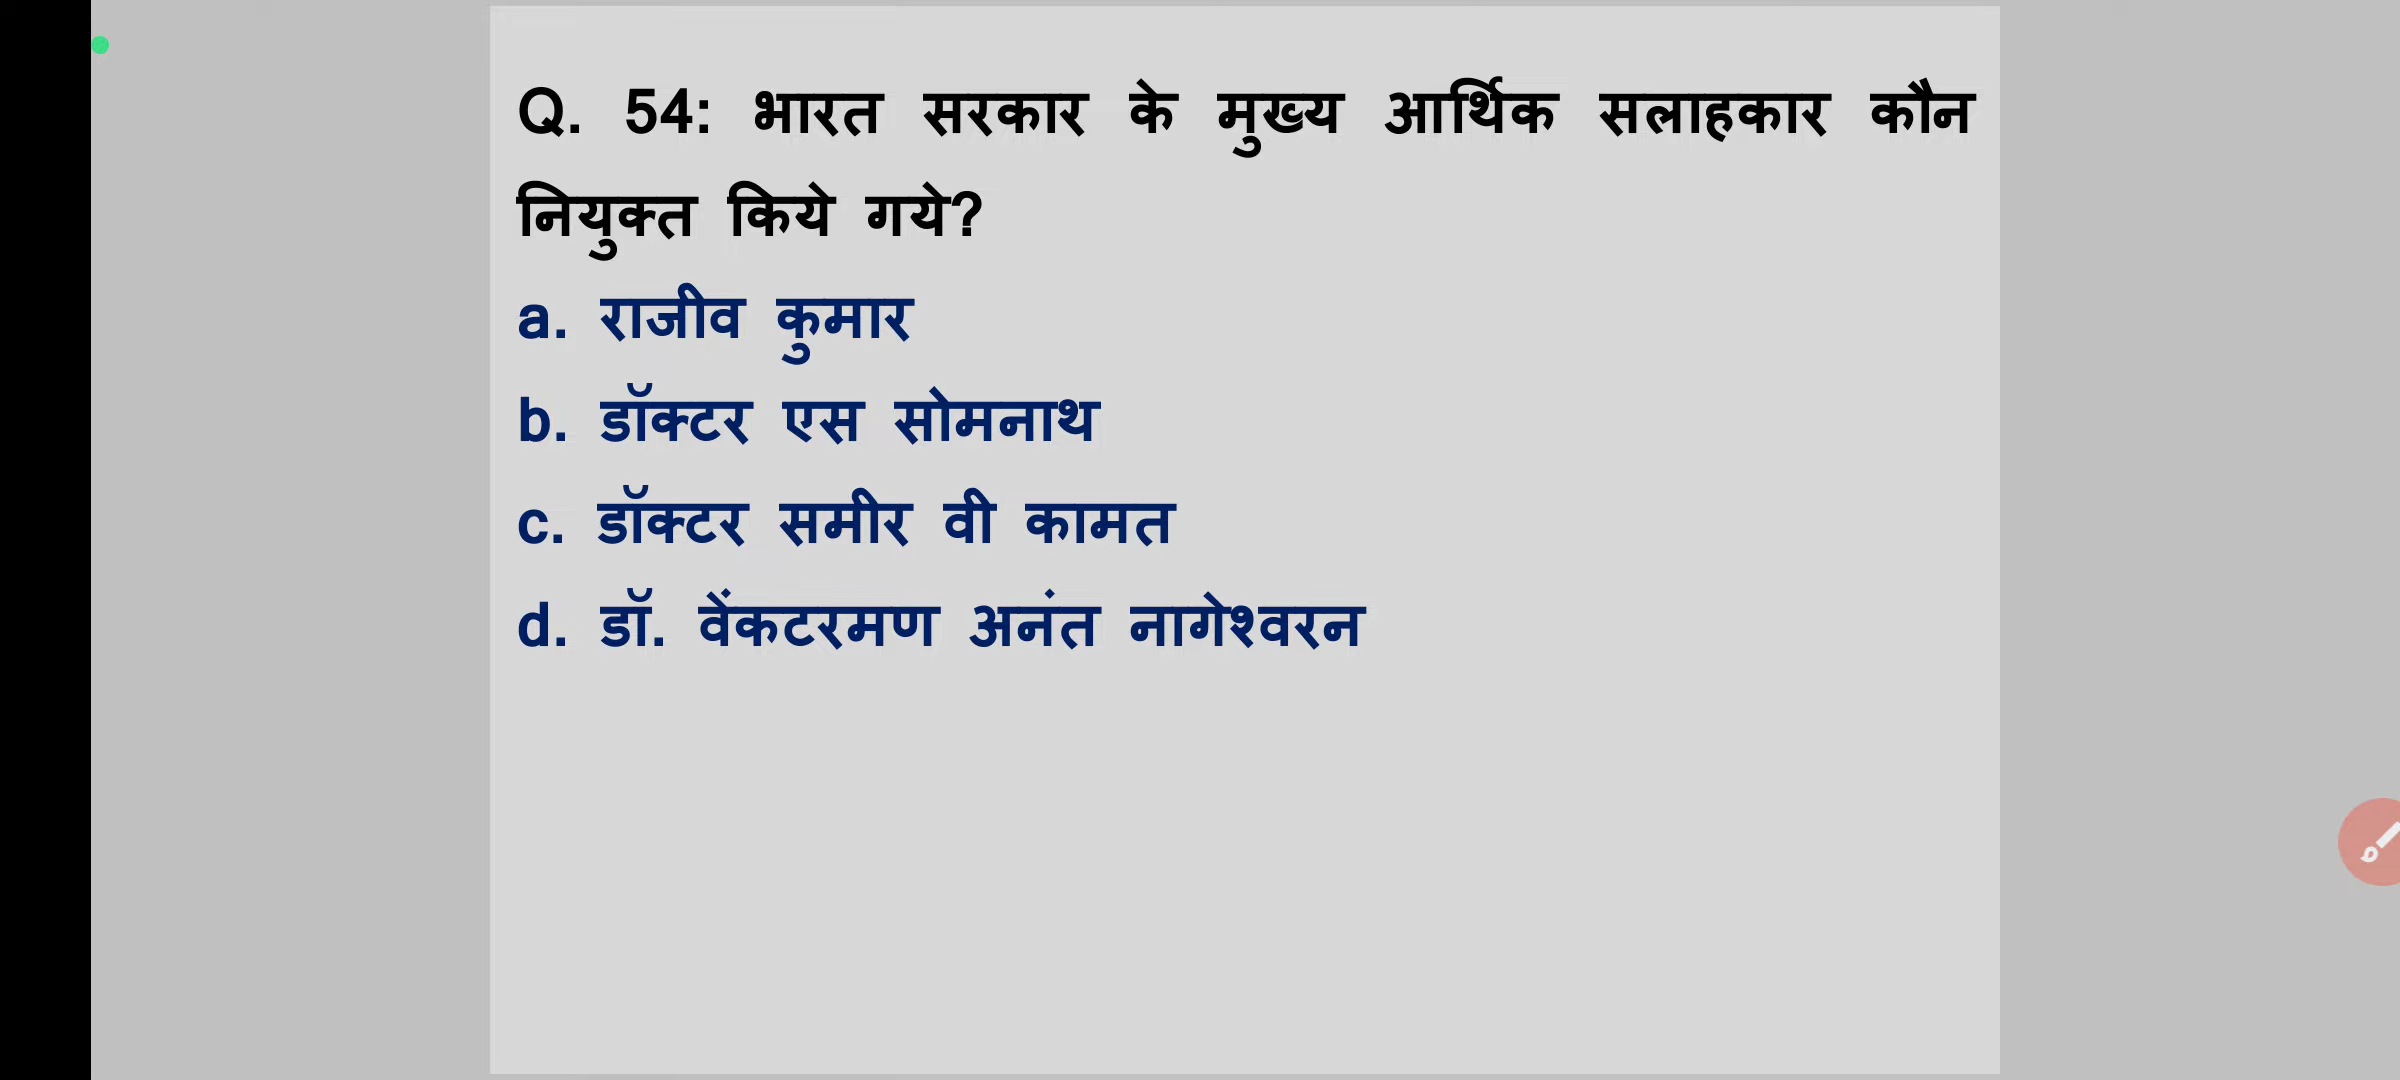 Q. 54: भारत सरकार के मुख्य आर्थिक सलाहकार कौन
नियुक्त किये गये?
a. राजीव कुमार
b. डॉक्टर एस सोमनाथ
c. डॉक्टर समीर वी कामत
d. डॉ. वेंकटरमण अनंत नागेश्वरन